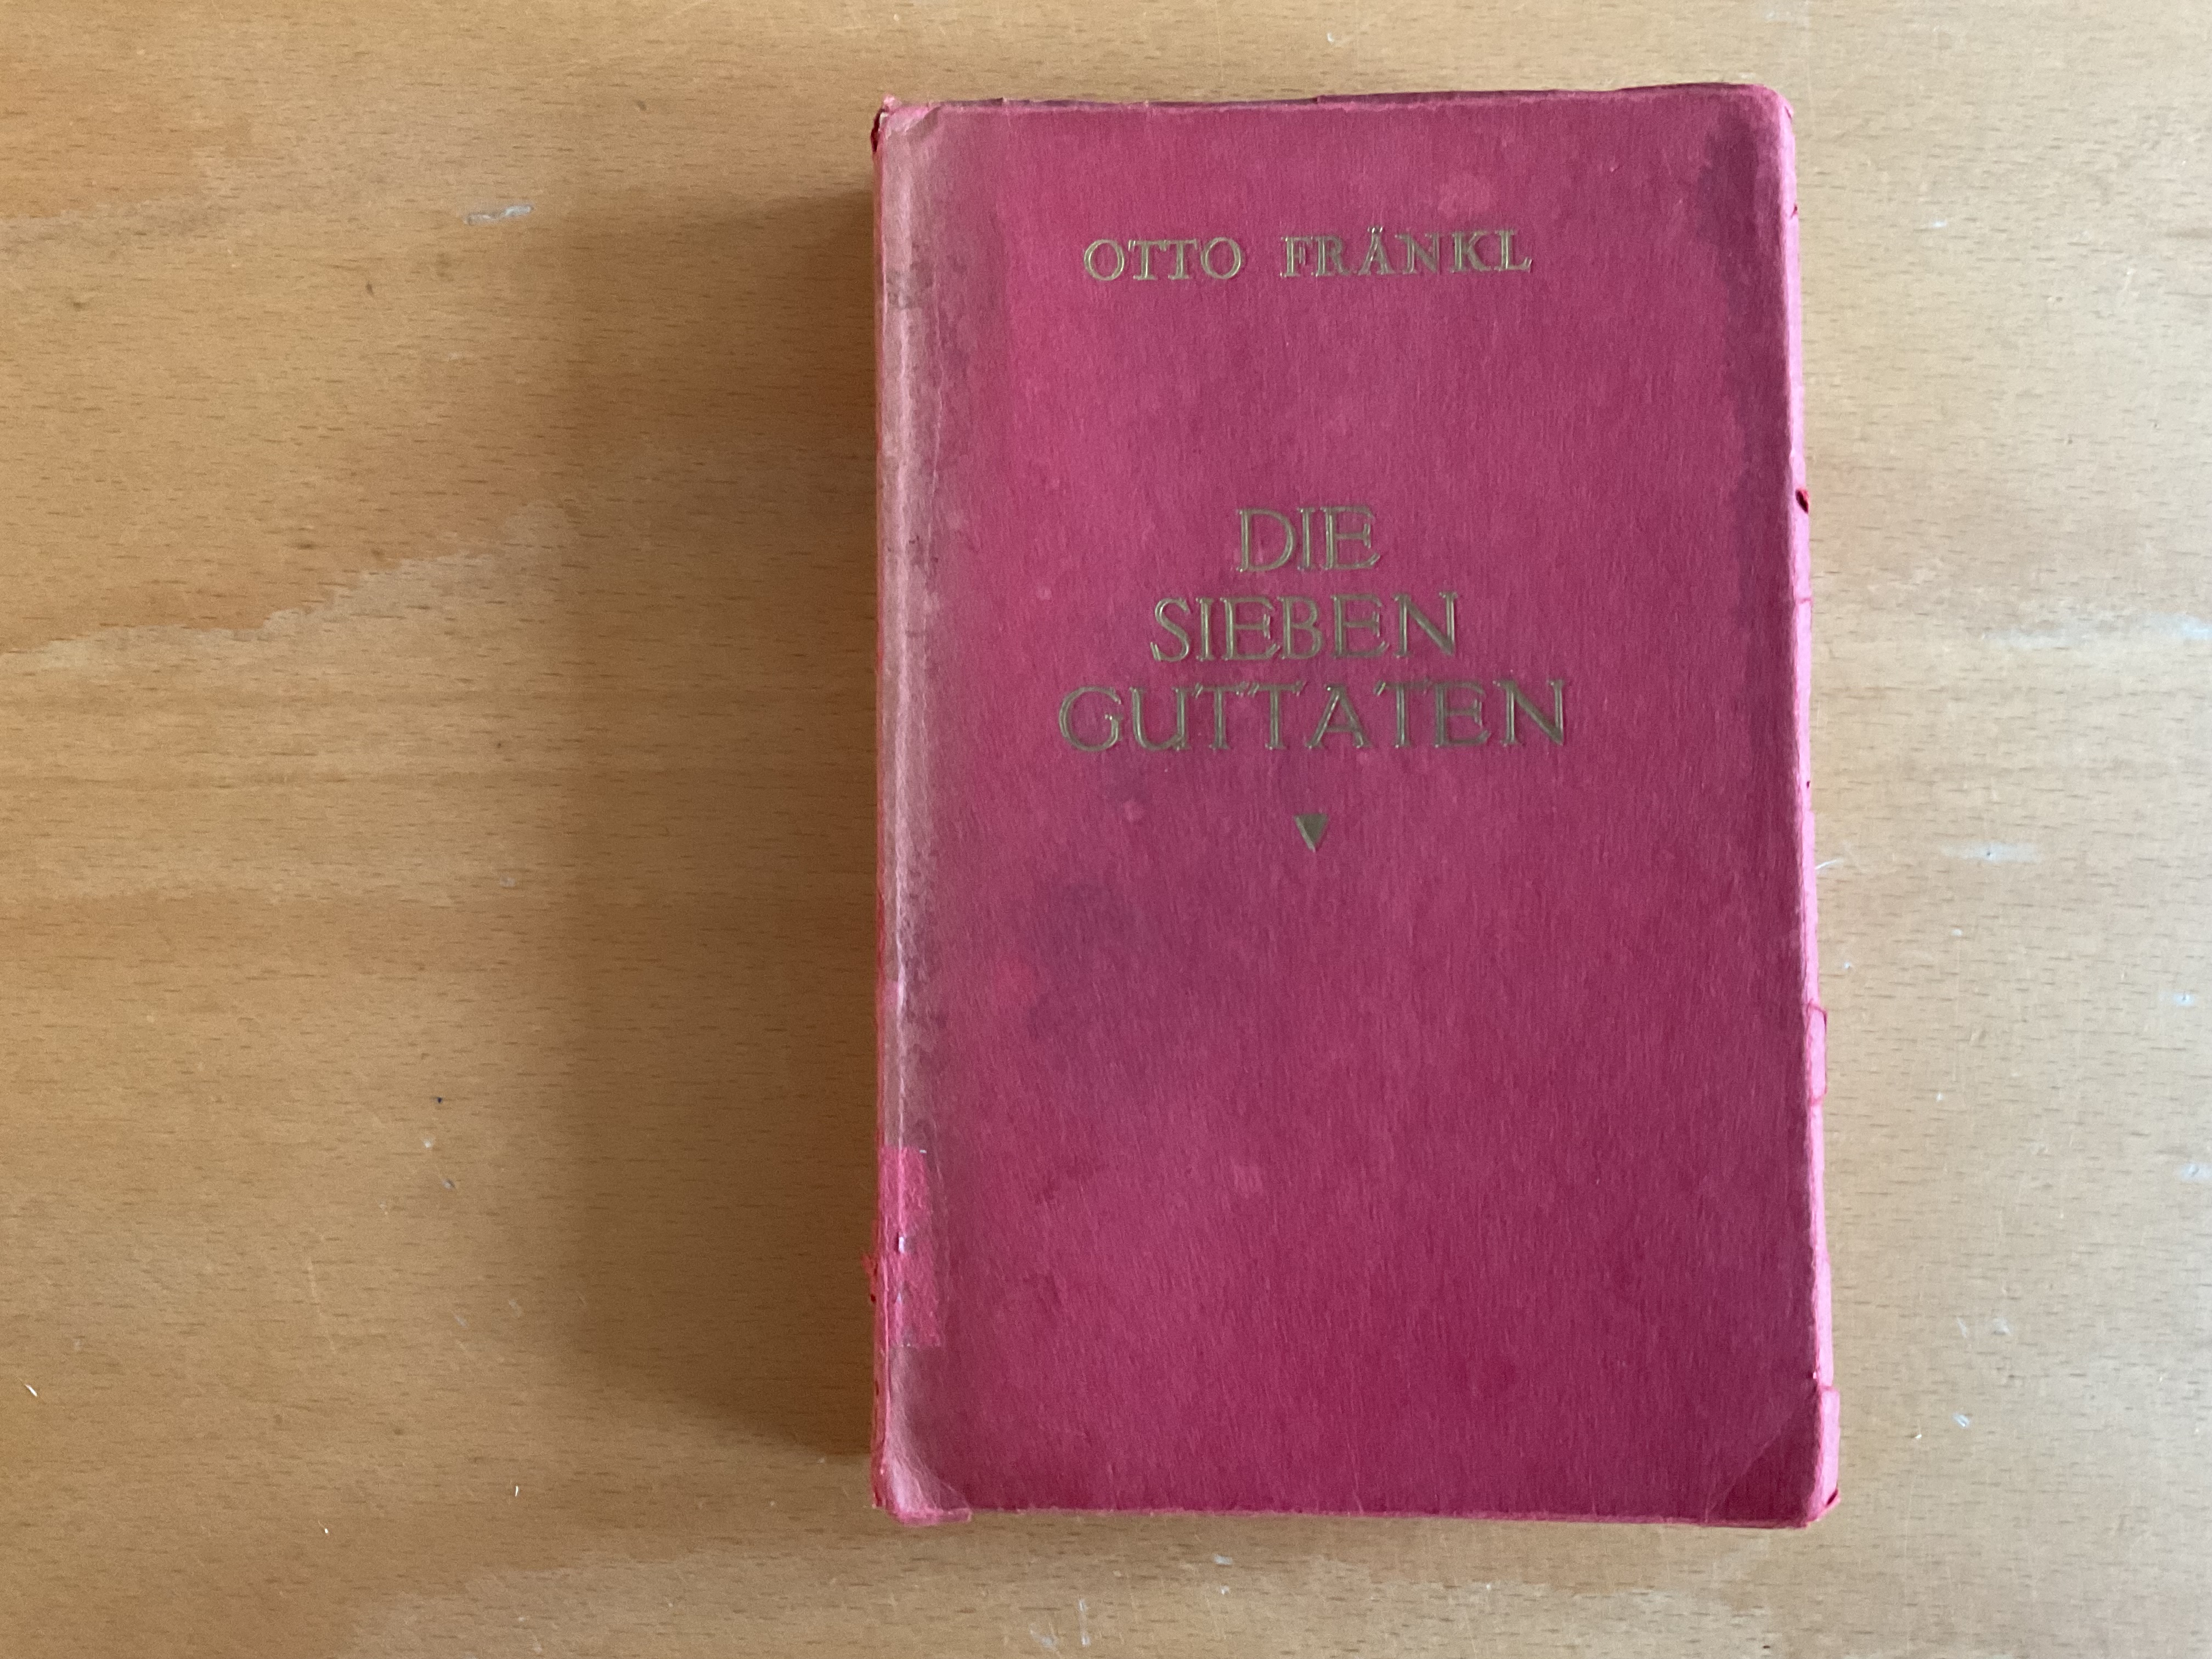 OTTO FRÄNKL
DIE
SIEBEN
GUTTATEN